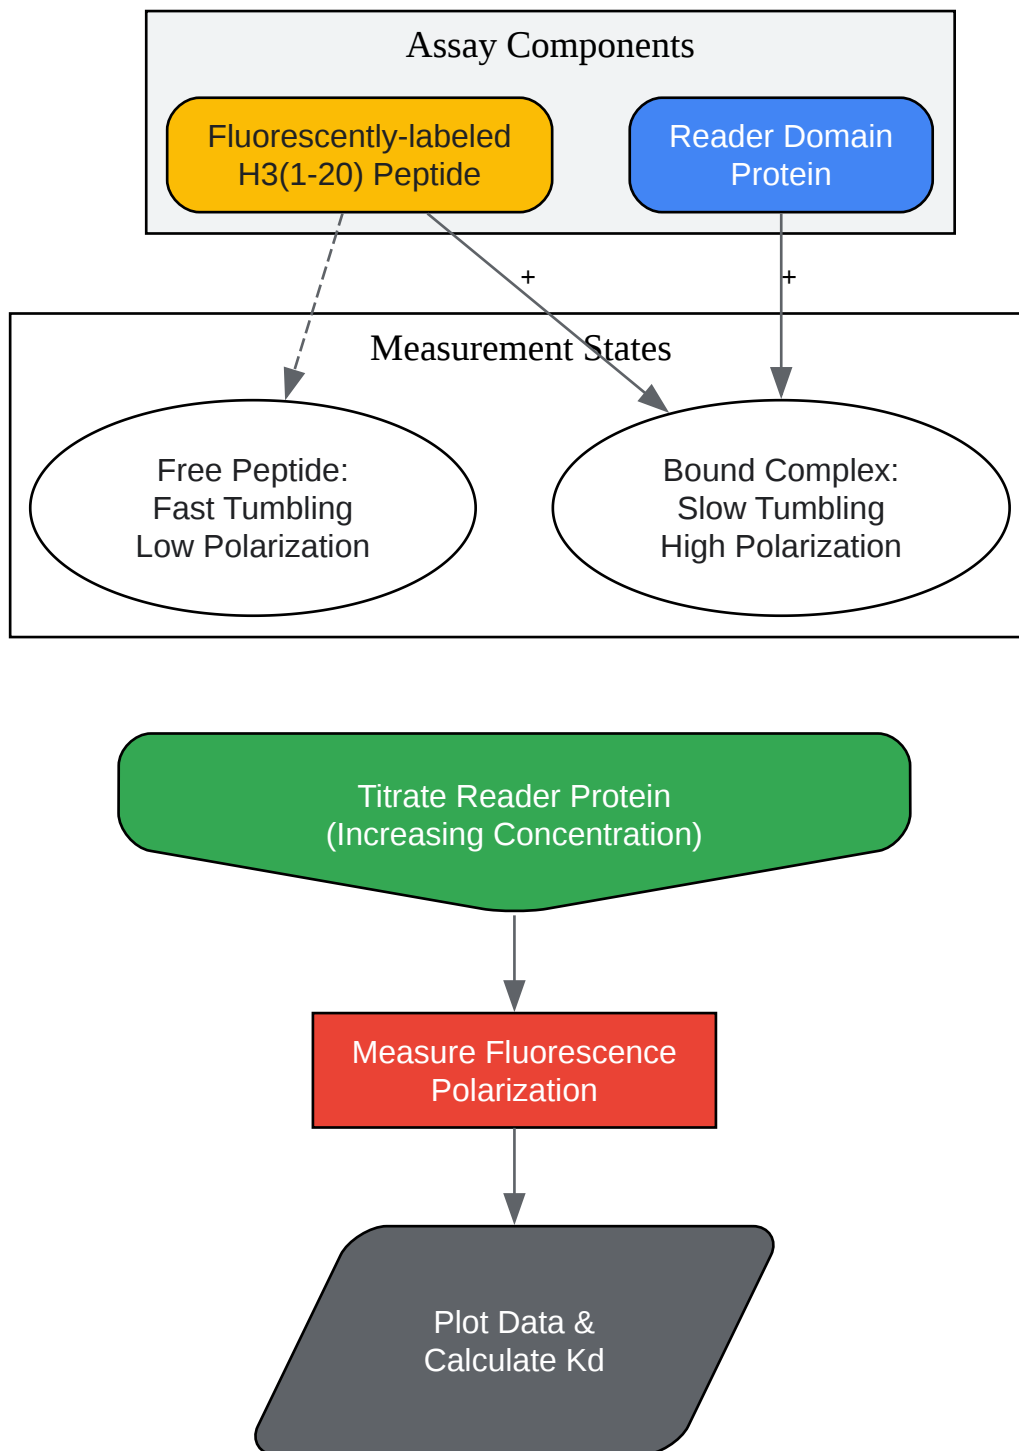 Assay Components
Fluorescently-labeled
H3(1-20) Peptide
Reader Domain
Protein
+
+
Measurement States
Free Peptide:
Fast Tumbling
Low Polarization
Bound Complex:
Slow Tumbling
High Polarization
Titrate Reader Protein
(Increasing Concentration)
Measure Fluorescence
Polarization
Plot Data &
Calculate Kd